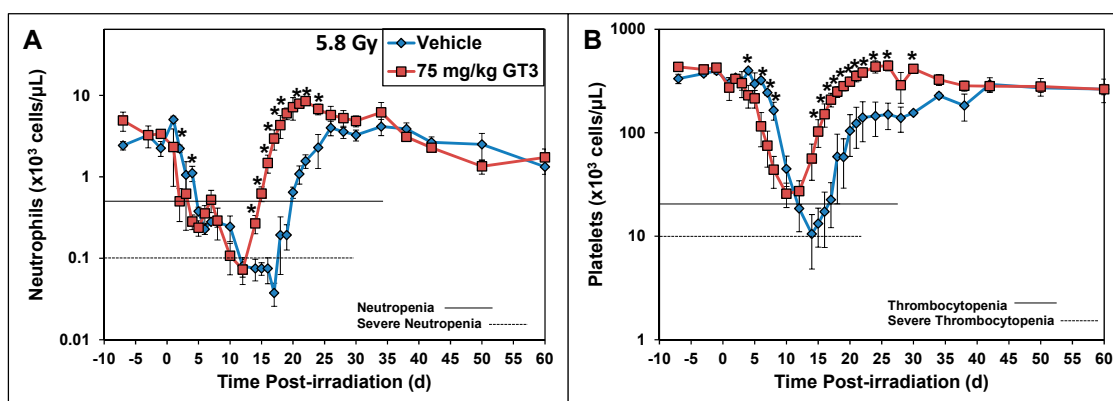 A
5.8 Gy
Vehicle
75 mg/kg GT3
Neutrophils (x10³ cells/µL)
10
1
0.1
0.01
* * * * * * * * * * * *
Neutropenia
Severe Neutropenia
-10 -5 0 5 10 15 20 25 30 35 40 45 50 55 60
Time Post-irradiation (d)
B
Platelets (x10³ cells/µL)
1000
100
10
1
* * * * * * * * * * * * * * *
Thrombocytopenia
Severe Thrombocytopenia
-10 -5 0 5 10 15 20 25 30 35 40 45 50 55 60
Time Post-irradiation (d)